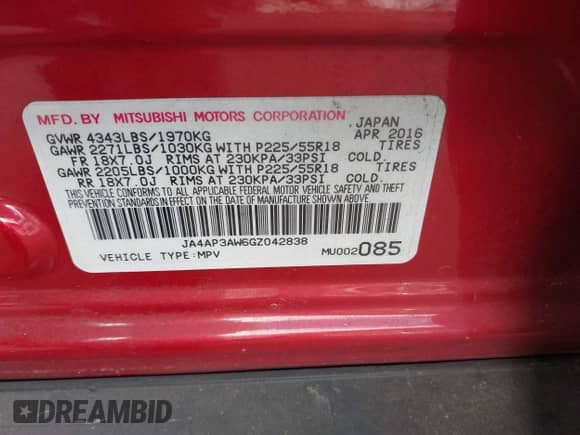 MFD. BY MITSUBISHI MOTORS CORPORATION JAPAN
GVWR 4343LBS/1970KG APR 2016
GAWR 2271LBS/1030KG WITH P225/55R18 TIRES
FR 18X7.0J RIMS AT 230KPA/33PSI COLD.
GAWR 2205LBS/1000KG WITH P225/55R18 TIRES
RR 18X7.0J RIMS AT 230KPA/33PSI COLD.
THIS VEHICLE CONFORMS TO ALL APPLICABLE FEDERAL MOTOR VEHICLE SAFETY AND THEFT
PREVENTION STANDARDS IN EFFECT ON THE DATE OF MANUFACTURE SHOWN ABOVE.
JA4AP3AW6GZ042838
VEHICLE TYPE:MPV MU002085
DREAMBID